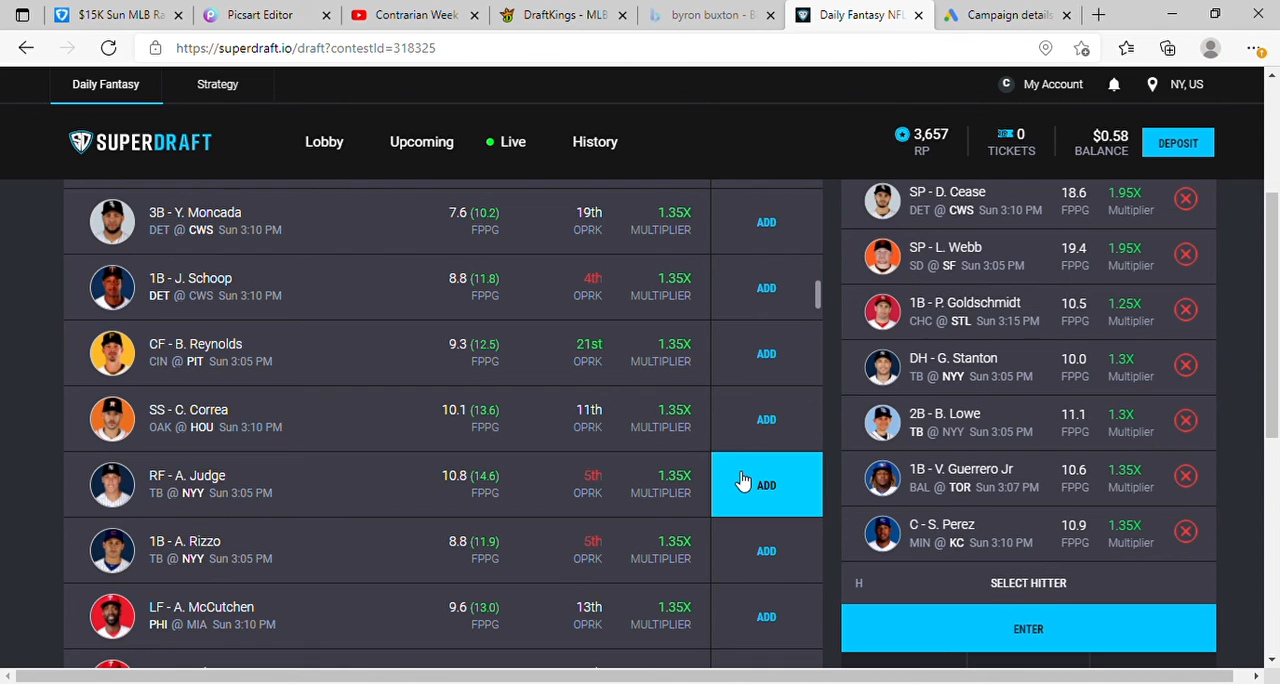 $15K Sun MLB Ra
Picsart Editor
Contrarian Week
DraftKings - MLB
byron buxton - B
Daily Fantasy NFL
Campaign details
https://superdraft.io/draft?contestId=318325
Daily Fantasy
Strategy
C
My Account
NY, US
SD SUPERDRAFT
Lobby
Upcoming
Live
History
3,657
RP
0
TICKETS
$0.58
BALANCE
DEPOSIT
3B - Y. Moncada
DET @ CWS Sun 3:10 PM
7.6 (10.2)
FPPG
19th
OPRK
1.35X
MULTIPLIER
ADD
1B - J. Schoop
DET @ CWS Sun 3:10 PM
8.8 (11.8)
FPPG
4th
OPRK
1.35X
MULTIPLIER
ADD
CF - B. Reynolds
CIN @ PIT Sun 3:05 PM
9.3 (12.5)
FPPG
21st
OPRK
1.35X
MULTIPLIER
ADD
SS - C. Correa
OAK @ HOU Sun 3:10 PM
10.1 (13.6)
FPPG
11th
OPRK
1.35X
MULTIPLIER
ADD
RF - A. Judge
TB @ NYY Sun 3:05 PM
10.8 (14.6)
FPPG
5th
OPRK
1.35X
MULTIPLIER
ADD
1B - A. Rizzo
TB @ NYY Sun 3:05 PM
8.8 (11.9)
FPPG
5th
OPRK
1.35X
MULTIPLIER
ADD
LF - A. McCutchen
PHI @ MIA Sun 3:10 PM
9.6 (13.0)
FPPG
13th
OPRK
1.35X
MULTIPLIER
ADD
SP - D. Cease
DET @ CWS Sun 3:10 PM
18.6
FPPG
1.95X
Multiplier
SP - L. Webb
SD @ SF Sun 3:05 PM
19.4
FPPG
1.95X
Multiplier
1B - P. Goldschmidt
CHC @ STL Sun 3:15 PM
10.5
FPPG
1.25X
Multiplier
DH - G. Stanton
TB @ NYY Sun 3:05 PM
10.0
FPPG
1.3X
Multiplier
2B - B. Lowe
TB @ NYY Sun 3:05 PM
11.1
FPPG
1.3X
Multiplier
1B - V. Guerrero Jr
BAL @ TOR Sun 3:07 PM
10.6
FPPG
1.35X
Multiplier
C - S. Perez
MIN @ KC Sun 3:10 PM
10.9
FPPG
1.35X
Multiplier
H
SELECT HITTER
ENTER